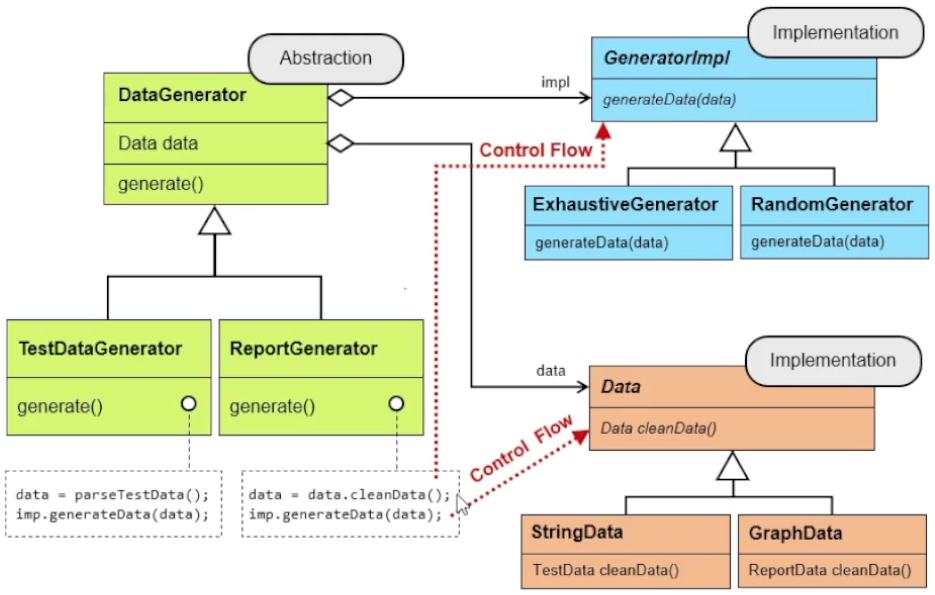 Abstraction
DataGenerator
Data data
generate()
TestDataGenerator
generate()
ReportGenerator
generate()
data = parseTestData();
imp.generateData(data);
data = data.cleanData();
imp.generateData(data);
impl
Control Flow
Implementation
GeneratorImpl
generateData(data)
ExhaustiveGenerator
generateData(data)
RandomGenerator
generateData(data)
data
Control Flow
Implementation
Data
Data cleanData()
StringData
TestData cleanData()
GraphData
ReportData cleanData()